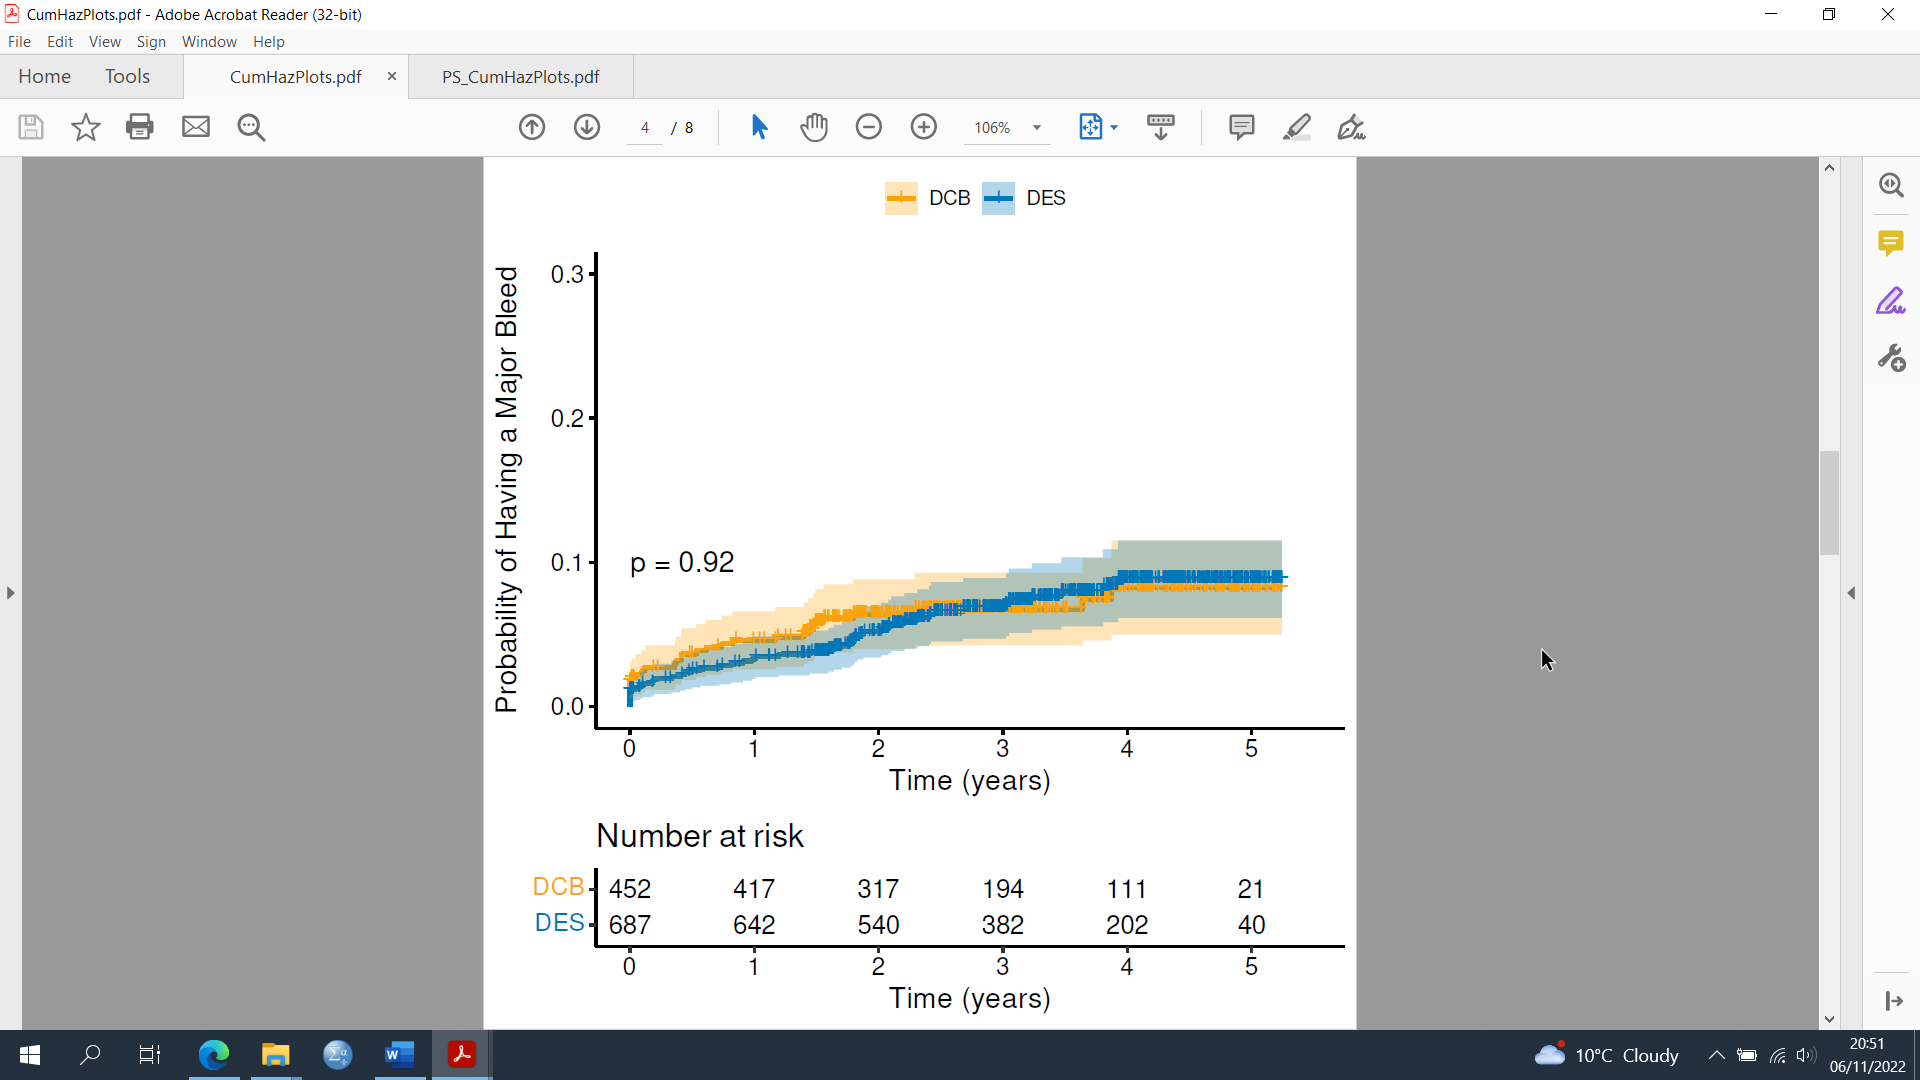 CumHazPlots.pdf - Adobe Acrobat Reader (32-bit)
File Edit View Sign Window Help
Home Tools CumHazPlots.pdf × PS_CumHazPlots.pdf
4 / 8 106%
DCB DES
Probability of Having a Major Bleed
0.3
0.2
0.1
0.0
p = 0.92
0 1 2 3 4 5
Time (years)
Number at risk
DCB 452 417 317 194 111 21
DES 687 642 540 382 202 40
0 1 2 3 4 5
Time (years)
Σα
W
10°C Cloudy
20:51
06/11/2022